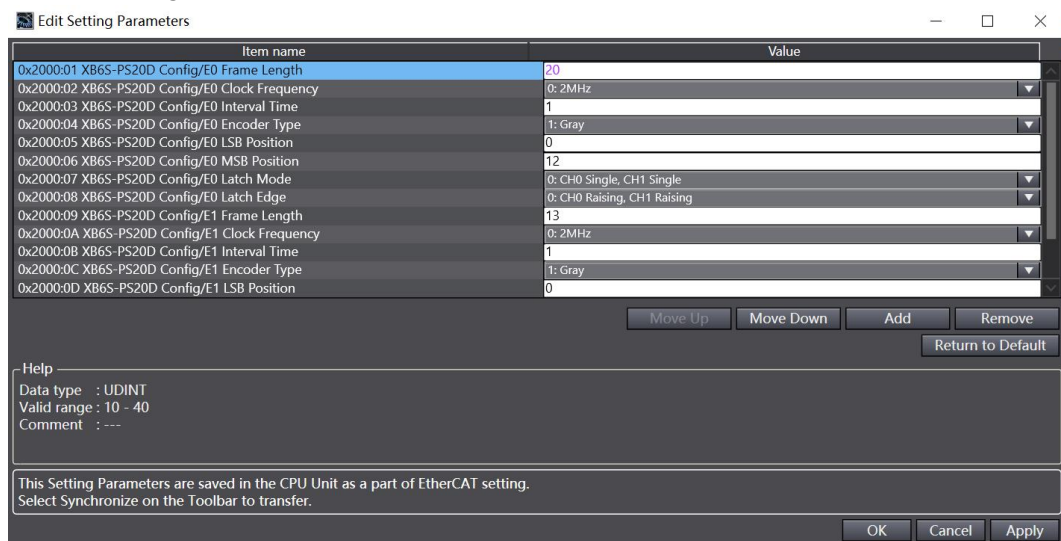 Edit Setting Parameters
Item name Value
0x2000:01 XB6S-PS20D Config/E0 Frame Length 20
0x2000:02 XB6S-PS20D Config/E0 Clock Frequency 0: 2MHz
0x2000:03 XB6S-PS20D Config/E0 Interval Time 1
0x2000:04 XB6S-PS20D Config/E0 Encoder Type 1: Gray
0x2000:05 XB6S-PS20D Config/E0 LSB Position 0
0x2000:06 XB6S-PS20D Config/E0 MSB Position 12
0x2000:07 XB6S-PS20D Config/E0 Latch Mode 0: CH0 Single, CH1 Single
0x2000:08 XB6S-PS20D Config/E0 Latch Edge 0: CH0 Raising, CH1 Raising
0x2000:09 XB6S-PS20D Config/E1 Frame Length 13
0x2000:0A XB6S-PS20D Config/E1 Clock Frequency 0: 2MHz
0x2000:0B XB6S-PS20D Config/E1 Interval Time 1
0x2000:0C XB6S-PS20D Config/E1 Encoder Type 1: Gray
0x2000:0D XB6S-PS20D Config/E1 LSB Position 0
Move Up Move Down Add Remove
Return to Default
Help
Data type : UDINT
Valid range : 10 - 40
Comment : ---
This Setting Parameters are saved in the CPU Unit as a part of EtherCAT setting.
Select Synchronize on the Toolbar to transfer.
OK Cancel Apply